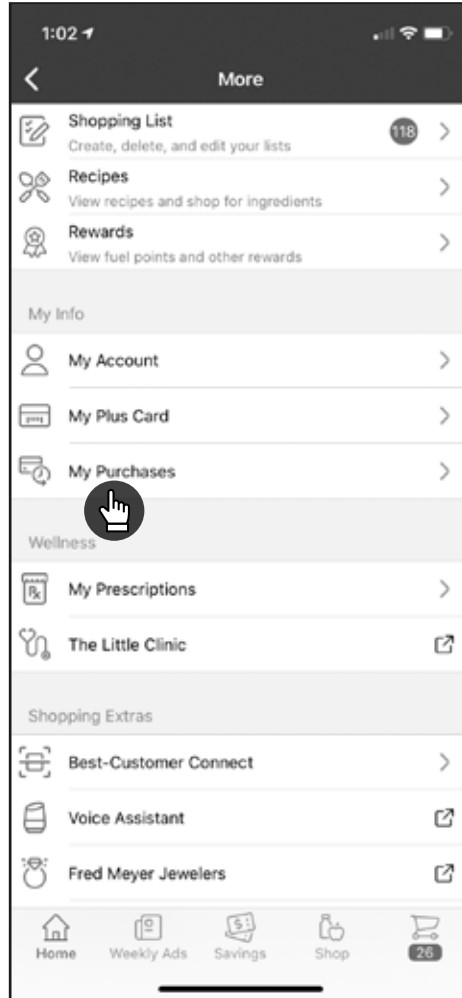 1:02
More
Shopping List
118
Create, delete, and edit your lists
Recipes
View recipes and shop for ingredients
Rewards
View fuel points and other rewards
My Info
My Account
My Plus Card
My Purchases
Wellness
Rx
My Prescriptions
The Little Clinic
Shopping Extras
Best-Customer Connect
Voice Assistant
Fred Meyer Jewelers
Home
Weekly Ads
Savings
Shop
26